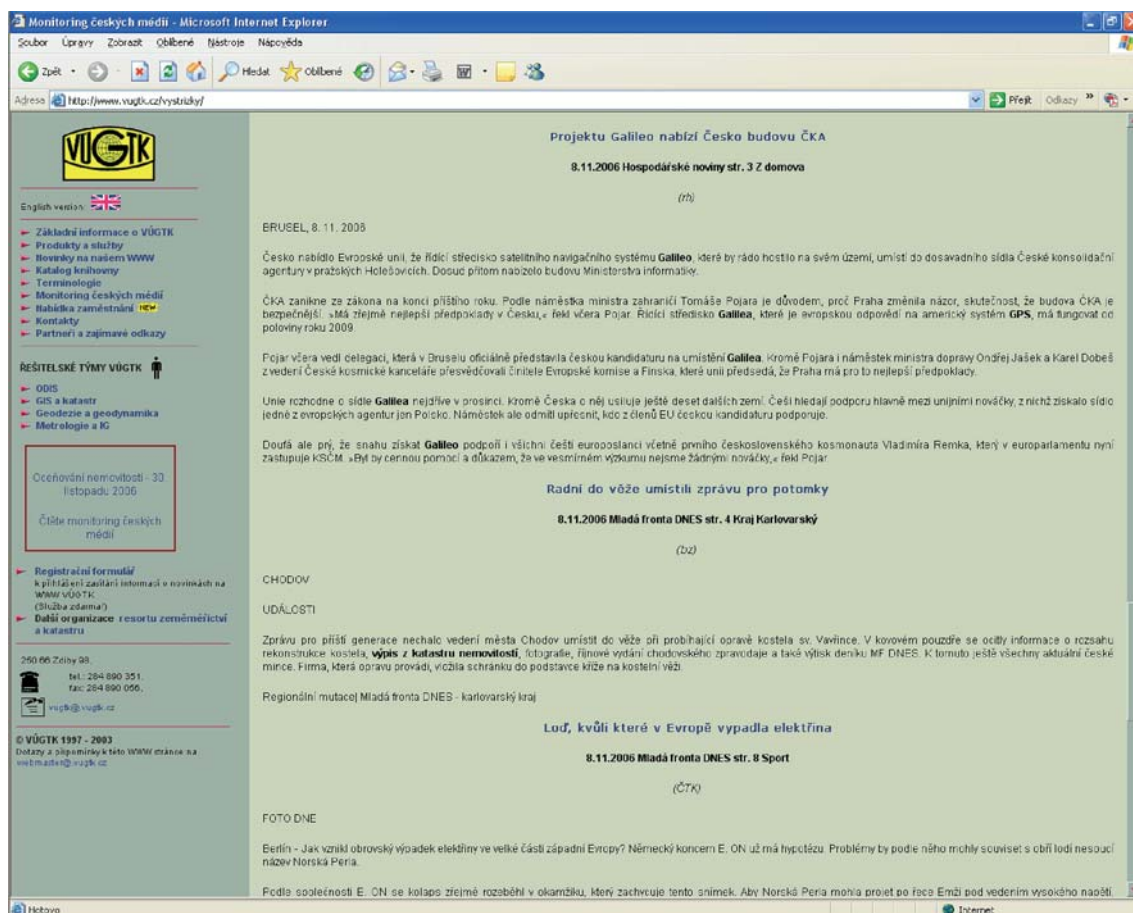 Monitoring českých médií - Microsoft Internet Explorer
Soubor Úpravy Zobrazit Oblíbené Nástroje Nápověda
Zpět Hledat Oblíbené
Adresa http://www.vugtk.cz/vystrizky/ Přejít Odkazy »
VÚGTK
English version
Základní informace o VÚGTK
Produkty a služby
Novinky na našem WWW
Katalog knihovny
Terminologie
Monitoring českých médií
Nabídka zaměstnání NEW
Kontakty
Partneři a zajímavé odkazy
ŘEŠITELSKÉ TÝMY VÚGTK
ODIS
GIS a katastr
Geodezie a geodynamika
Metrologie a IG
Oceňování nemovitostí - 30.
listopadu 2006
Čtěte monitoring českých
médií
Registrační formulář
k přihlášení zasílání informací o novinkách na
WWW VÚGTK
(Služba zdarma!)
Další organizace resortu zeměměřictví
a katastru
250 66 Zdiby 98,
tel.: 284 890 351,
fax: 284 890 056,
vugtk@vugtk.cz
© VÚGTK 1997 - 2003
Dotazy a připomínky k této WWW stránce na
webmaster@vugtk.cz
Projektu Galileo nabízí Česko budovu ČKA
8.11.2006 Hospodářské noviny str. 3 Z domova
(rh)
BRUSEL, 8. 11. 2006
Česko nabídlo Evropské unii, že řídící středisko satelitního navigačního systému Galileo, které by rádo hostilo na svém území, umístí do dosavadního sídla České konsolidační
agentury v pražských Holešovicích. Dosud přitom nabízelo budovu Ministerstva informatiky.
ČKA zanikne ze zákona na konci příštího roku. Podle náměstka ministra zahraničí Tomáše Pojara je důvodem, proč Praha změnila názor, skutečnost, že budova ČKA je
bezpečnější. »Má zřejmě nejlepší předpoklady v Česku,« řekl včera Pojar. Řídící středisko Galilea, které je evropskou odpovědí na americký systém GPS, má fungovat od
poloviny roku 2009.
Pojar včera vedl delegaci, která v Bruselu oficiálně představila českou kandidaturu na umístění Galilea. Kromě Pojara i náměstek ministra dopravy Ondřej Jašek a Karel Dobeš
z vedení České kosmické kanceláře přesvědčovali činitele Evropské komise a Finska, které unii předsedá, že Praha má pro to nejlepší předpoklady.
Unie rozhodne o sídle Galilea nejdříve v prosinci. Kromě Česka o něj usiluje ještě deset dalších zemí. Češi hledají podporu hlavně mezi unijními nováčky, z nichž získalo sídlo
jedné z evropských agentur jen Polsko. Náměstek ale odmítl upřesnit, kdo z členů EU českou kandidaturu podporuje.
Doufá ale prý, že snahu získat Galileo podpoří i všichni čeští europoslanci včetně prvního československého kosmonauta Vladimíra Remka, který v europarlamentu nyní
zastupuje KSČM. »Byl by cennou pomocí a důkazem, že ve vesmírném výzkumu nejsme žádnými nováčky,« řekl Pojar.
Radní do věže umístili zprávu pro potomky
8.11.2006 Mladá fronta DNES str. 4 Kraj Karlovarský
(bz)
CHODOV
UDÁLOSTI
Zprávu pro příští generace nechalo vedení města Chodov umístit do věže při probíhající opravě kostela sv. Vavřince. V kovovém pouzdře se ocitly informace o rozsahu
rekonstrukce kostela, výpis z katastru nemovitostí, fotografie, říjnové vydání chodovského zpravodaje a také výtisk deníku MF DNES. K tomuto ještě všechny aktuální české
mince. Firma, která opravu provádí, vložila schránku do podstavce kříže na kostelní věži.
Regionální mutace| Mladá fronta DNES - karlovarský kraj
Loď, kvůli které v Evropě vypadla elektřina
8.11.2006 Mladá fronta DNES str. 8 Sport
(ČTK)
FOTO DNE
Berlín - Jak vznikl obrovský výpadek elektřiny ve velké části západní Evropy? Německý koncern E. ON už má hypotézu. Problémy by podle něho mohly souviset s obří lodí nesoucí
název Norská Perla.
Podle společnosti E. ON se kolaps zřejmě rozeběhl v okamžiku, který zachycuje tento snímek. Aby Norská Perla mohla projet po řece Emži pod vedením vysokého napětí,
Hotovo Internet